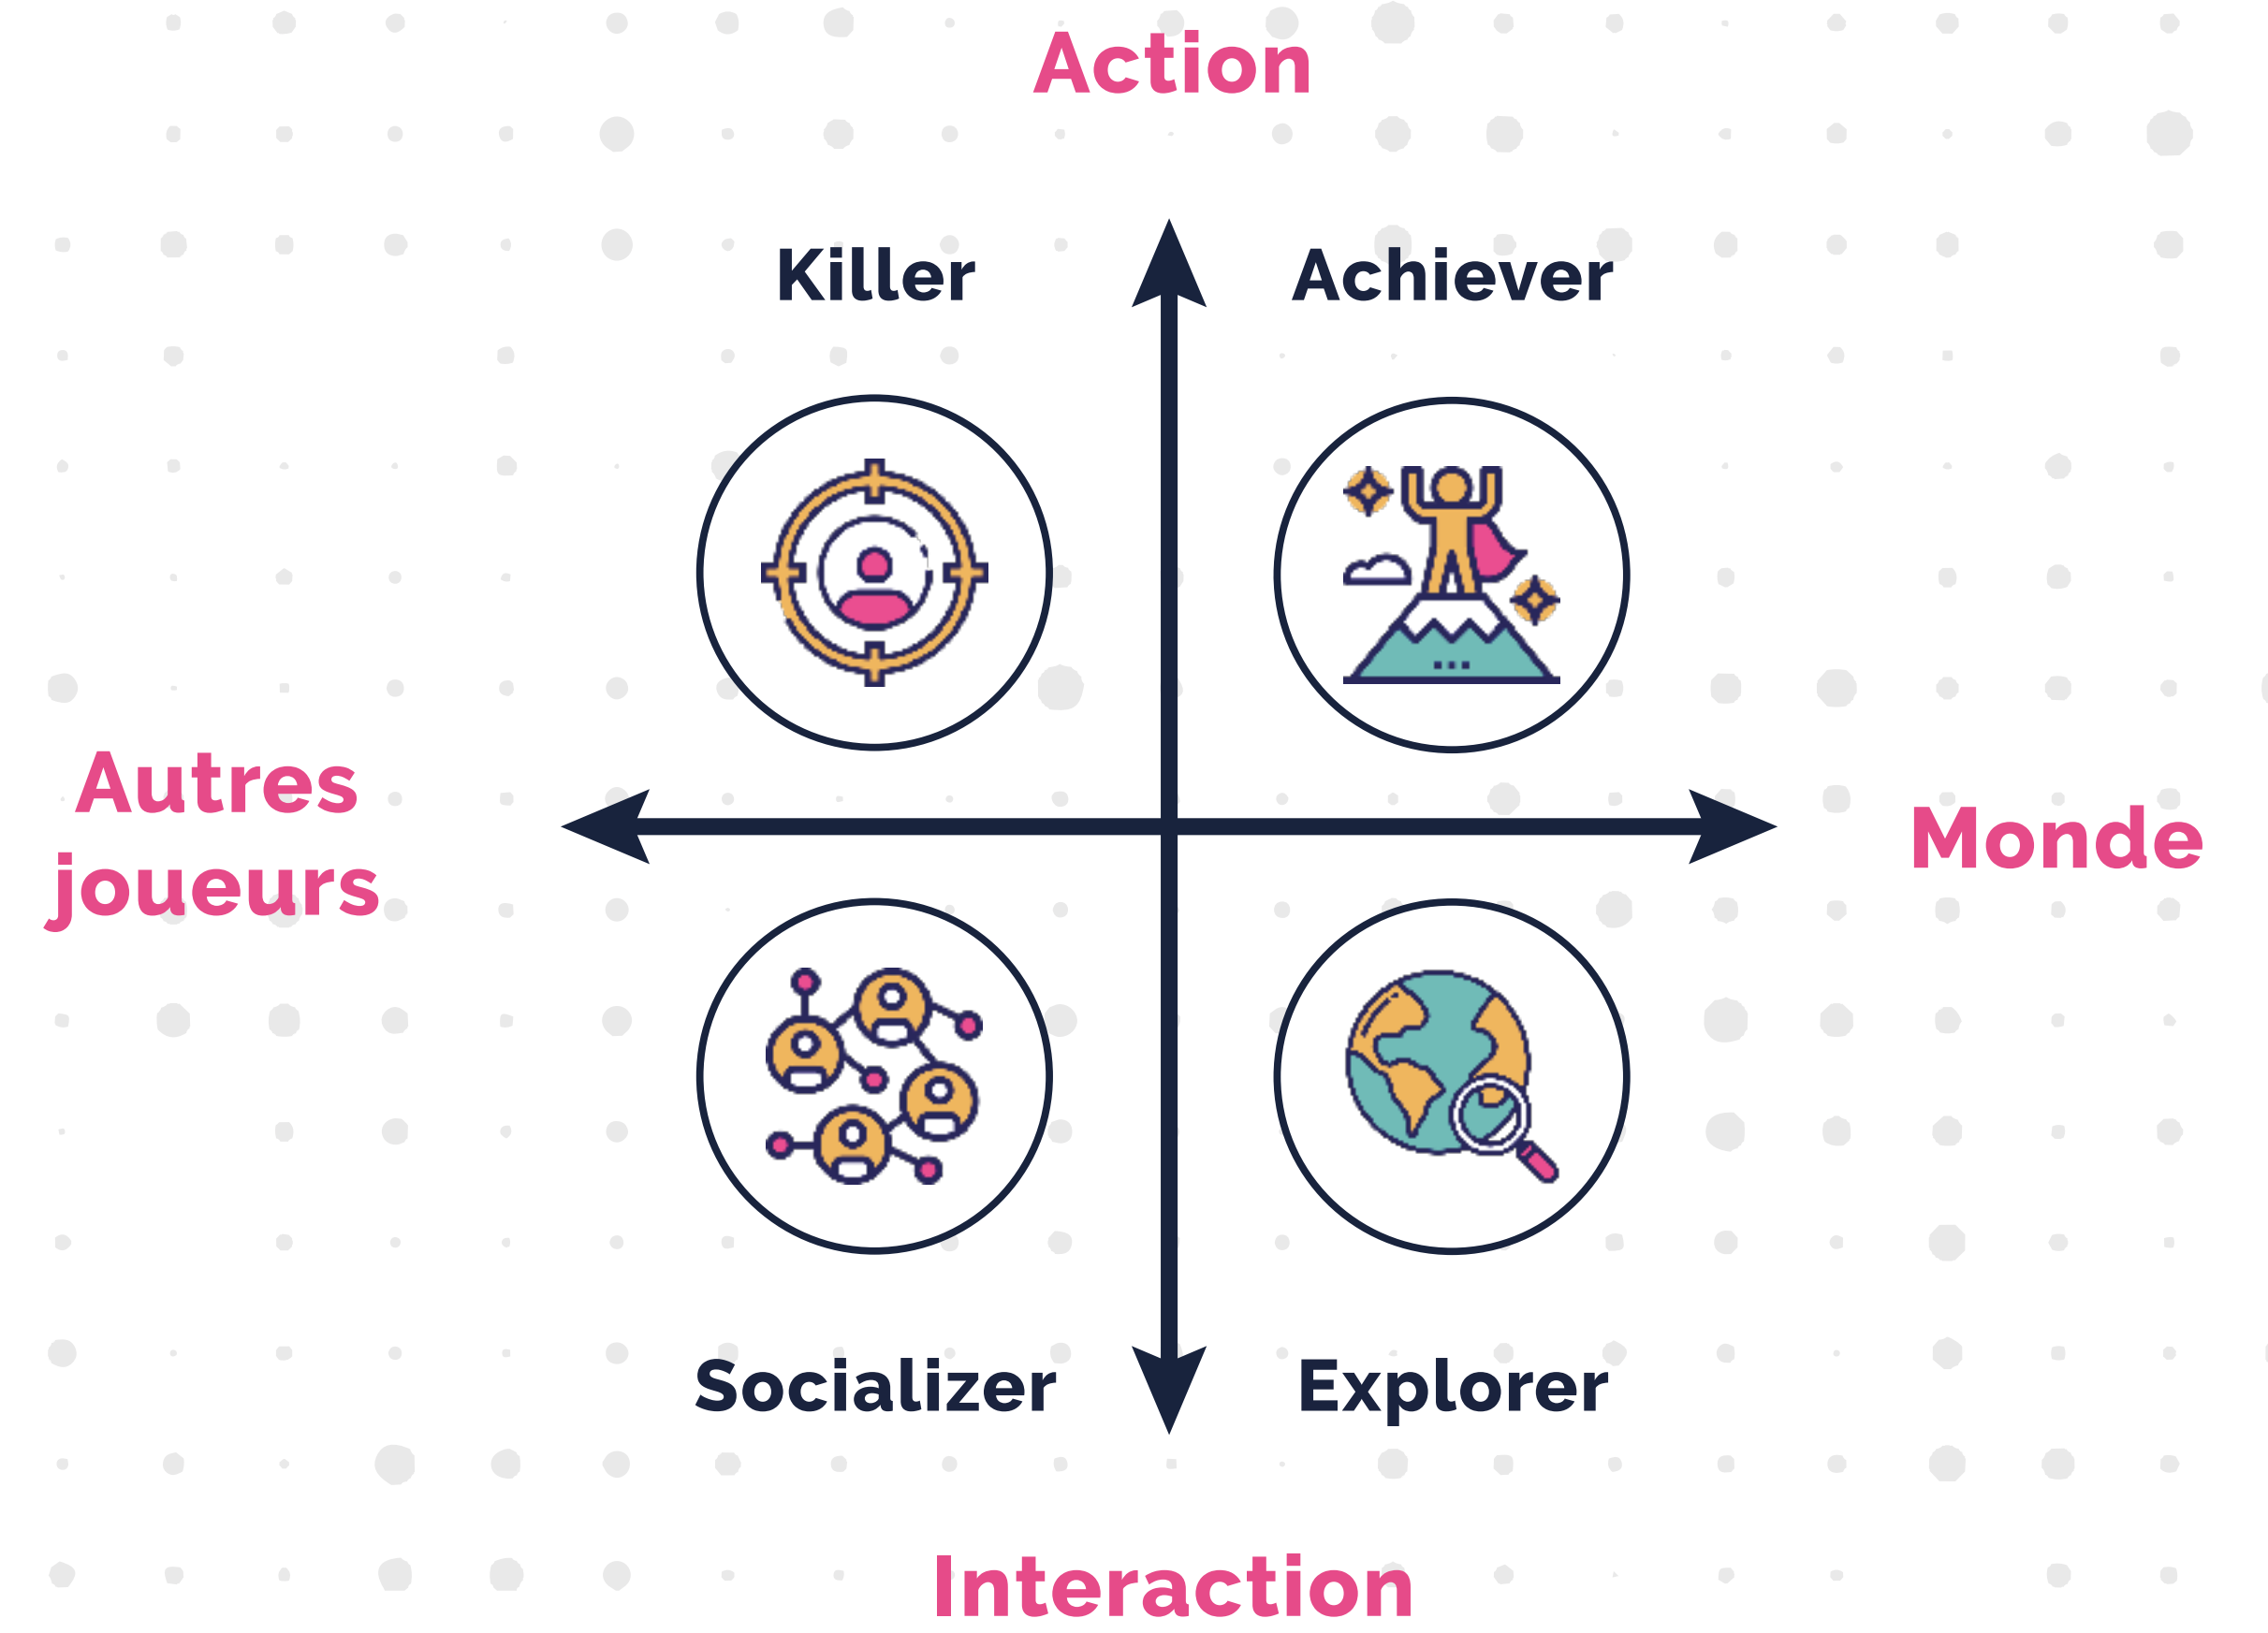 Action
Killer
Achiever
Autres
joueurs
Monde
Socializer
Explorer
Interaction